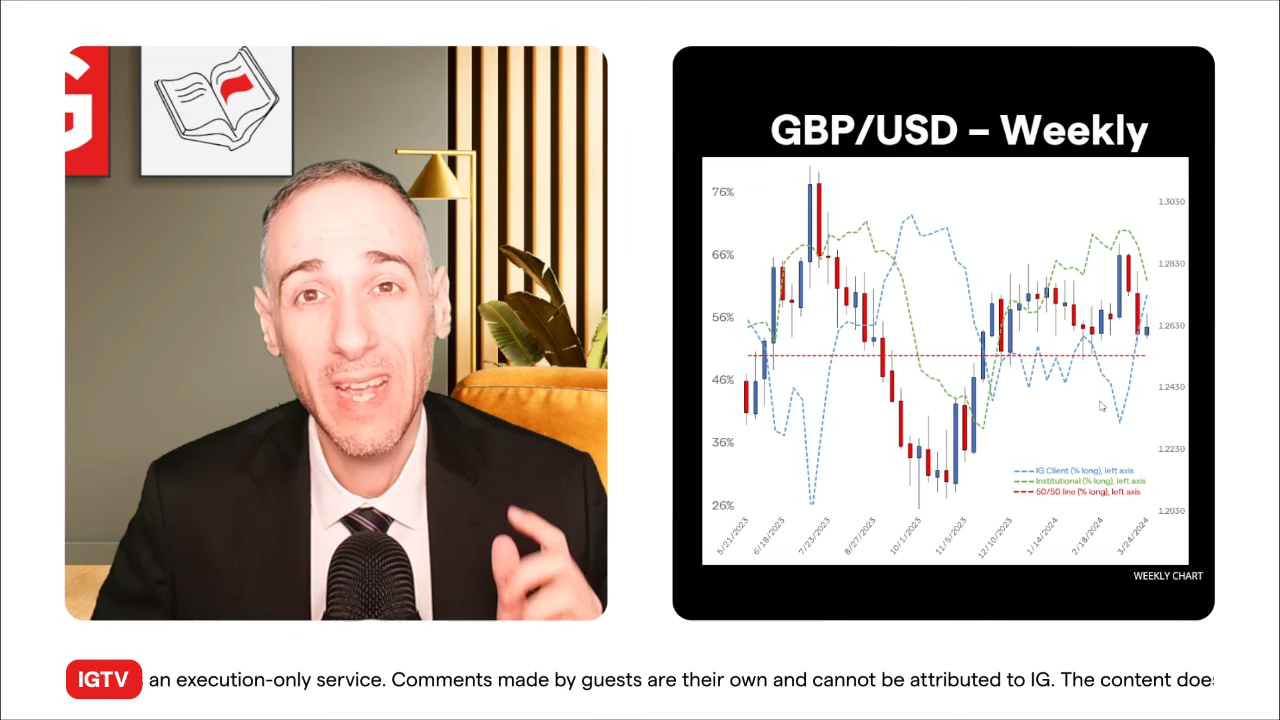 G
GBP/USD – Weekly
76%
66%
56%
46%
36%
26%
1.3030
1.2830
1.2630
1.2430
1.2230
1.2030
IG Client (% long), left axis
Institutional (% long), left axis
50/50 line (% long), left axis
5/21/2023
6/18/2023
7/23/2023
8/27/2023
10/1/2023
11/5/2023
12/10/2023
1/14/2024
2/18/2024
3/24/2024
WEEKLY CHART
IGTV
an execution-only service. Comments made by guests are their own and cannot be attributed to IG. The content does